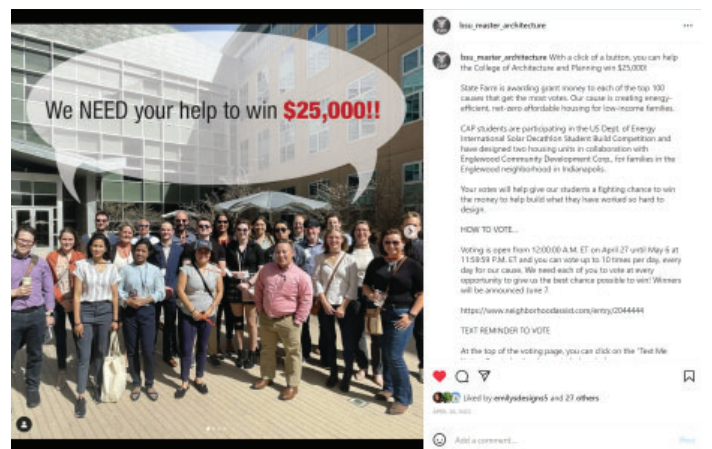 We NEED your help to win $25,000!!
bsu_master_architecture
bsu_master_architecture With a click of a button, you can help
the College of Architecture and Planning win $25,000!
State Farm is awarding grant money to each of the top 100
causes that get the most votes. Our cause is creating energy-
efficient, net-zero affordable housing for low-income families.
CAP students are participating in the US Dept. of Energy
International Solar Decathlon Student Build Competition and
have designed two housing units in collaboration with
Englewood Community Development Corp., for families in the
Englewood neighborhood in Indianapolis.
Your votes will help give our students a fighting chance to win
the money to help build what they have worked so hard to
design.
HOW TO VOTE...
Voting is open from 12:00:00 A.M. ET on April 27 until May 6 at
11:59:59 P.M. ET and you can vote up to 10 times per day, every
day for our cause. We need each of you to vote at every
opportunity to give us the best chance possible to win! Winners
will be announced June 7.
https://www.neighborhoodassist.com/entry/2044444
TEXT REMINDER TO VOTE
At the top of the voting page, you can click on the "Text Me
Liked by emilysdesigns5 and 27 others
Add a comment...
Post